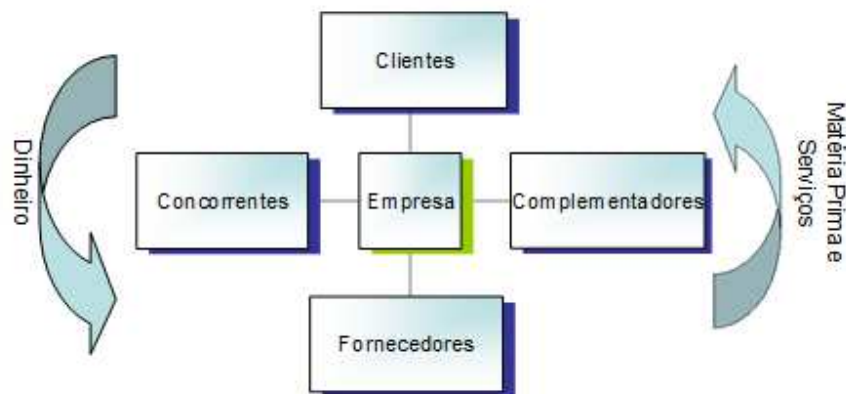 Clientes
Dinheiro
Concorrentes
Empresa
Complementadores
Matéria Prima e
Serviços
Fornecedores